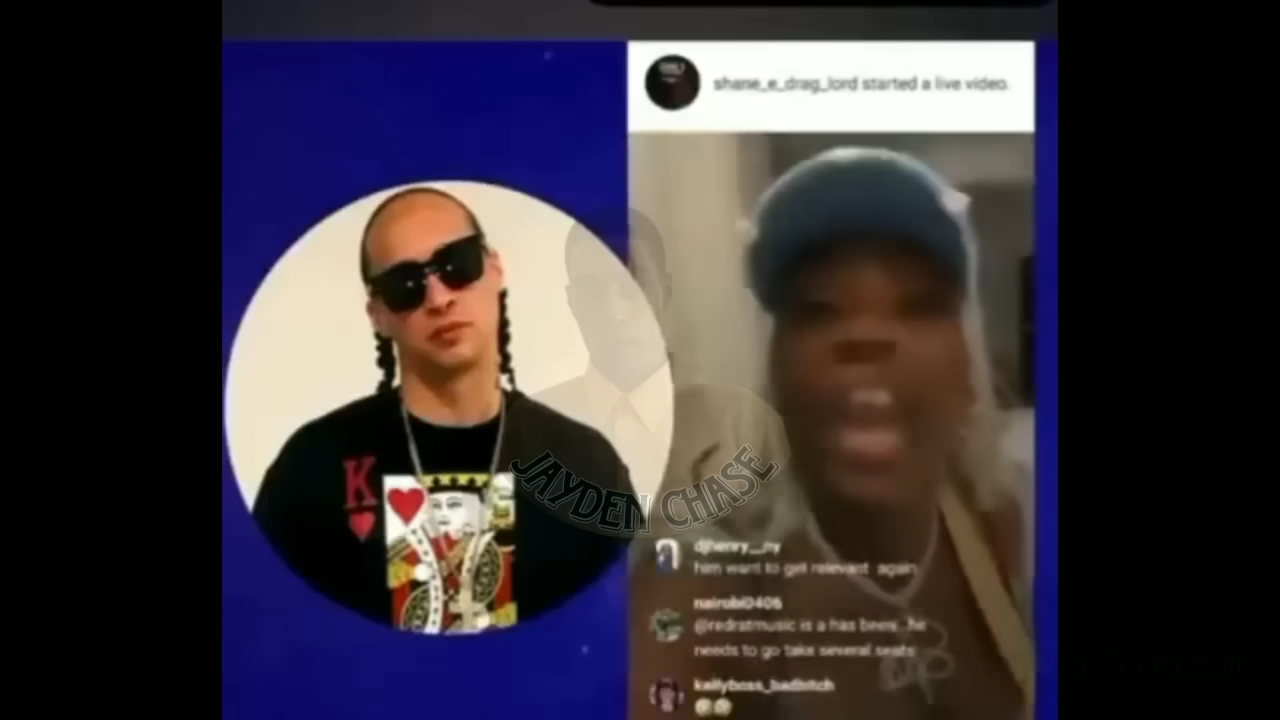 shane_e_drag_lord started a live video.
K
JAYDEN CHASE
djhenry__ny
him want to get relevant again
nairobi0406
@redratmusic is a has been..he
needs to go take several seats
kellyboss_badbitch